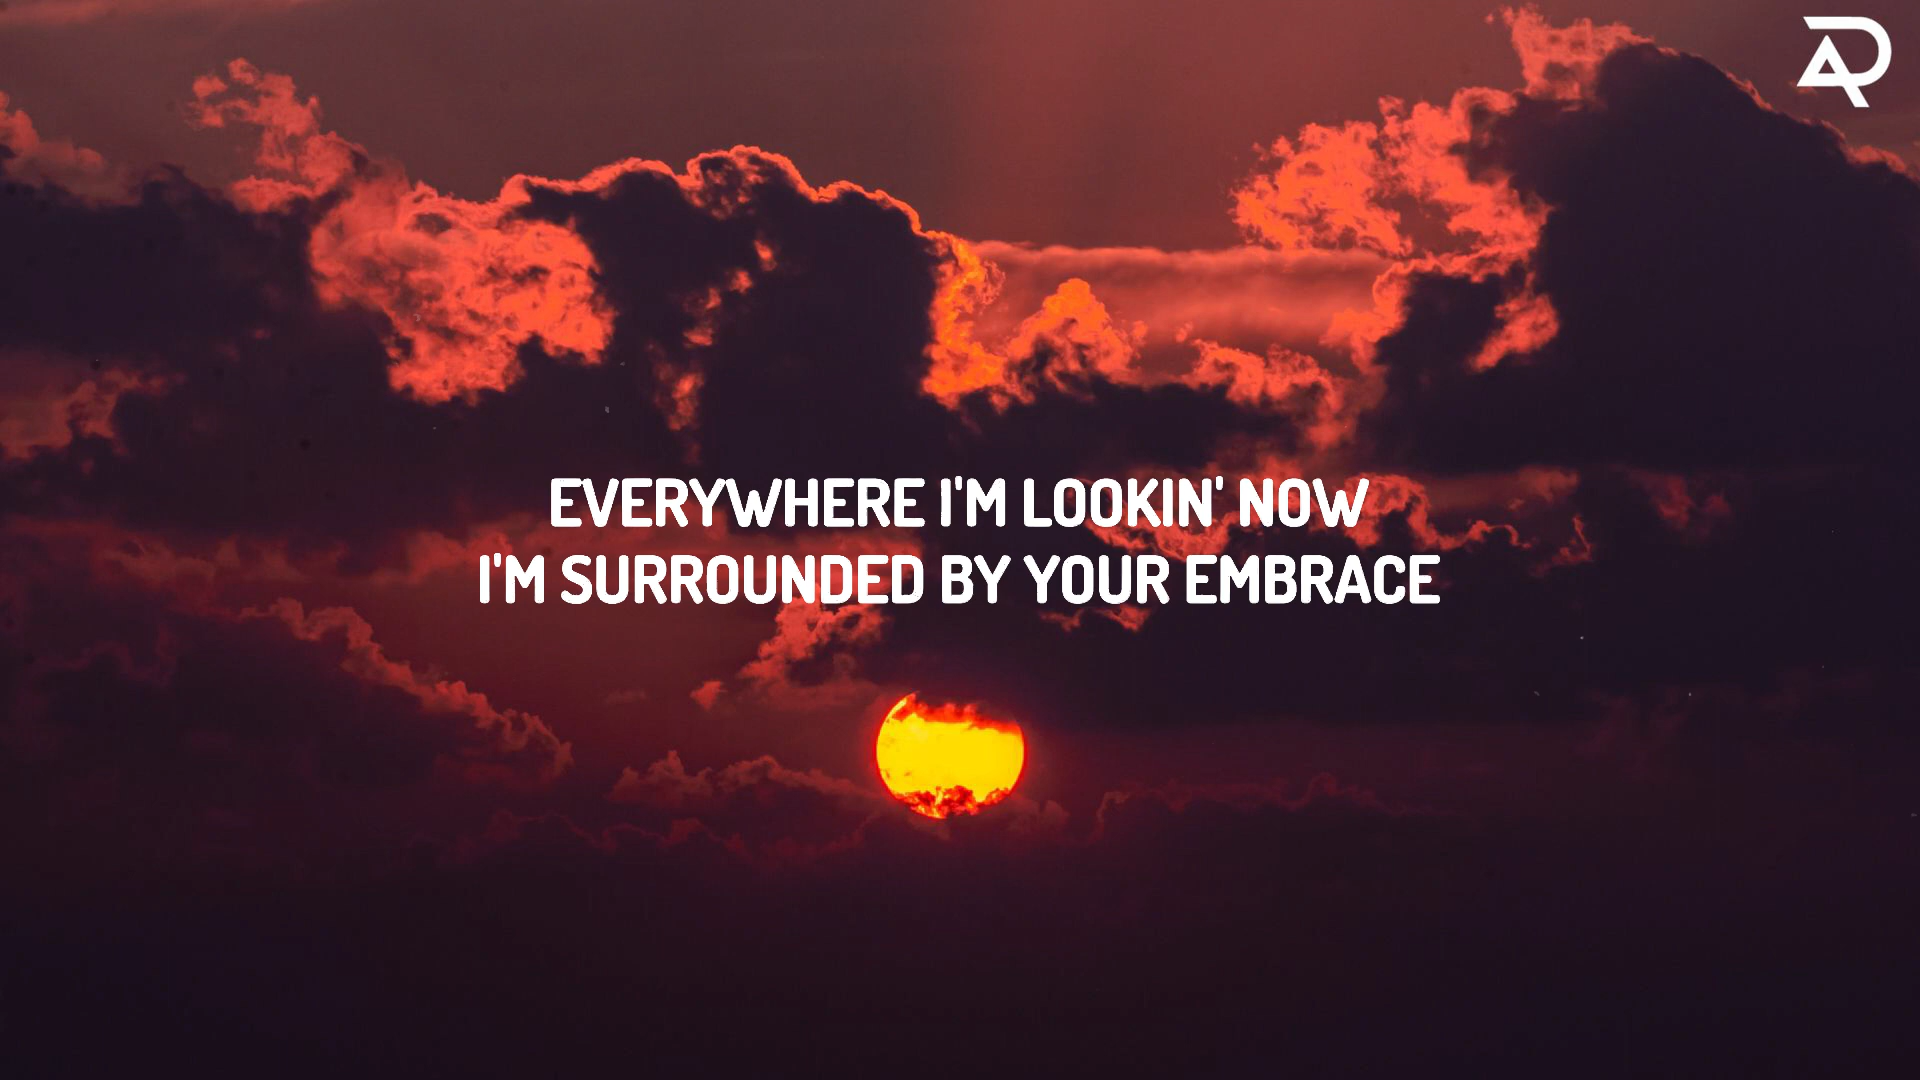 EVERYWHERE I'M LOOKIN' NOW
I'M SURROUNDED BY YOUR EMBRACE